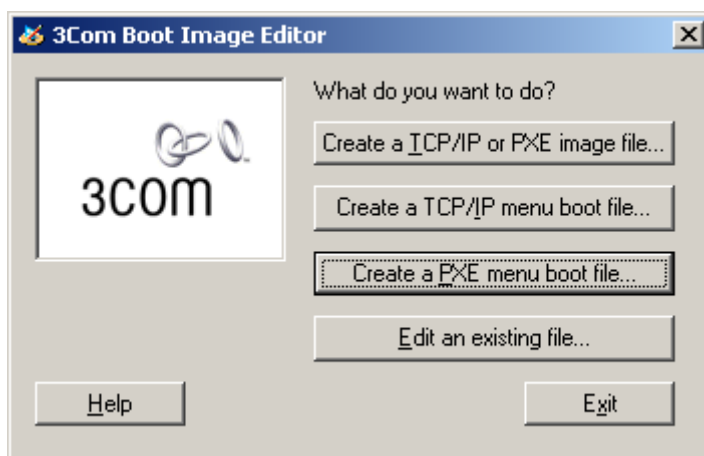 3Com Boot Image Editor
What do you want to do?
Create a TCP/IP or PXE image file...
3COM
Create a TCP/IP menu boot file...
Create a PXE menu boot file...
Edit an existing file...
Help
Exit